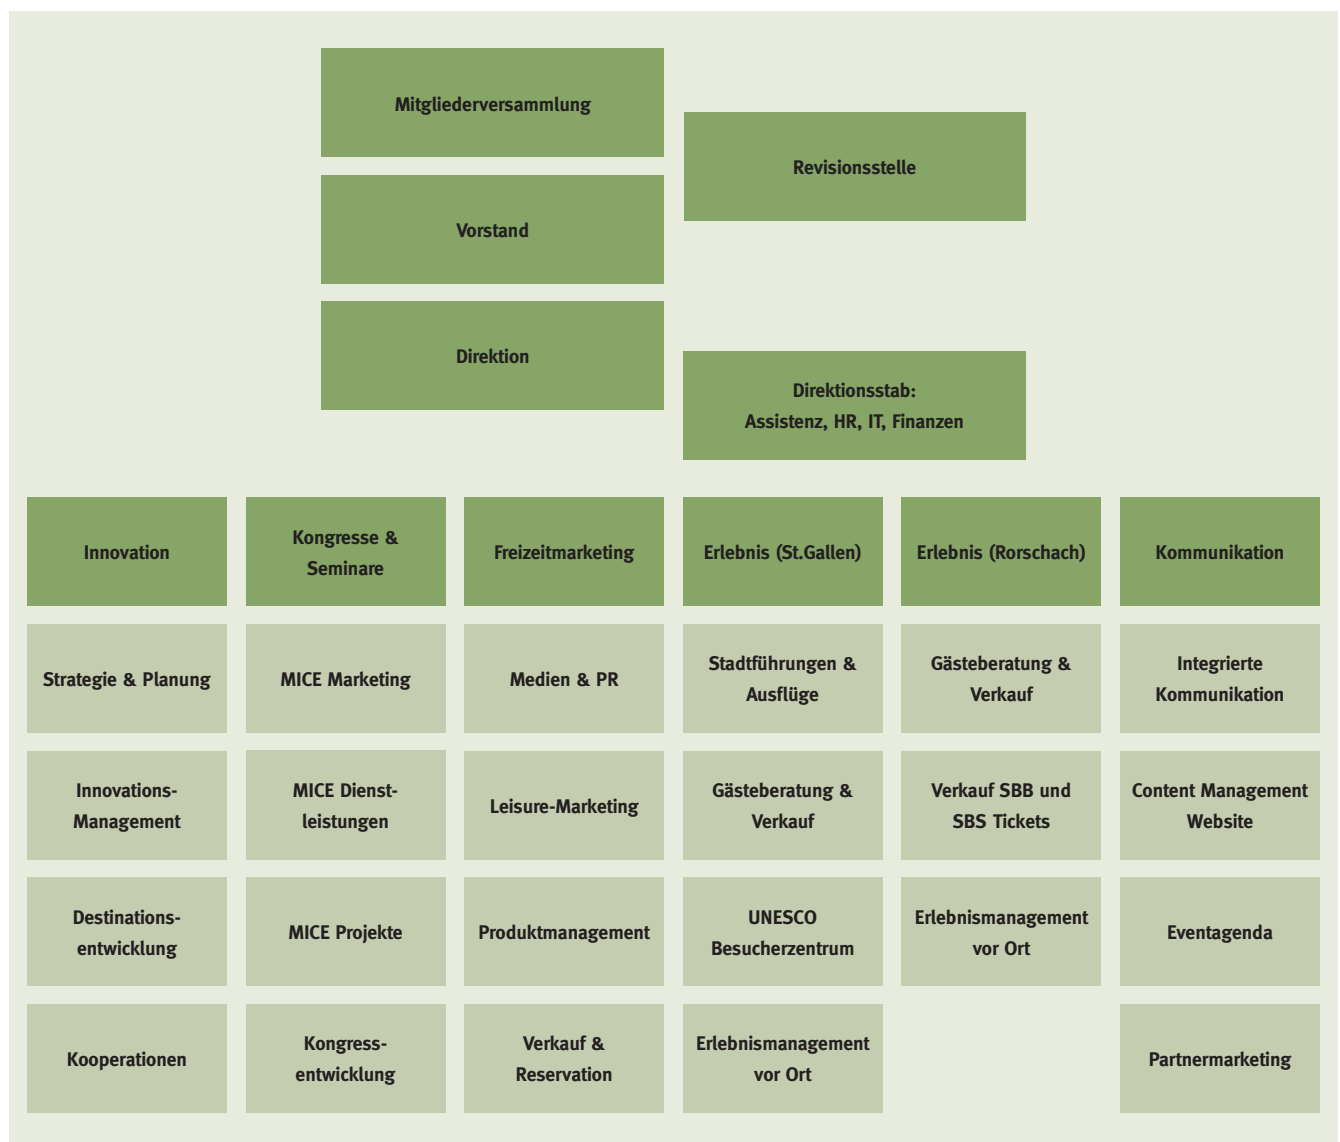 Mitgliederversammlung
Revisionsstelle
Vorstand
Direktion
Direktionsstab:
Assistenz, HR, IT, Finanzen
Innovation
Kongresse &
Seminare
Freizeitmarketing
Erlebnis (St.Gallen)
Erlebnis (Rorschach)
Kommunikation
Strategie & Planung
MICE Marketing
Medien & PR
Stadtführungen &
Ausflüge
Gästeberatung &
Verkauf
Integrierte
Kommunikation
Innovations-
Management
MICE Dienst-
leistungen
Leisure-Marketing
Gästeberatung &
Verkauf
Verkauf SBB und
SBS Tickets
Content Management
Website
Destinations-
entwicklung
MICE Projekte
Produktmanagement
UNESCO
Besucherzentrum
Erlebnismanagement
vor Ort
Eventagenda
Kooperationen
Kongress-
entwicklung
Verkauf &
Reservation
Erlebnismanagement
vor Ort
Partnermarketing